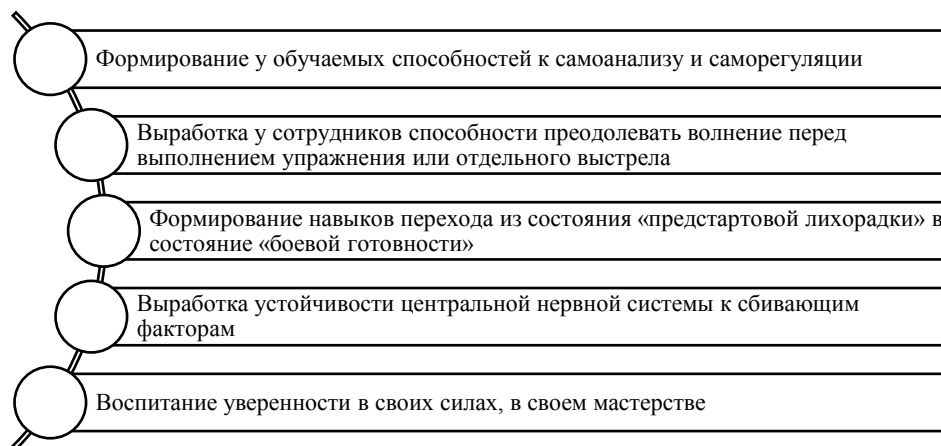 Формирование у обучаемых способностей к самоанализу и саморегуляции
Выработка у сотрудников способности преодолевать волнение перед
выполнением упражнения или отдельного выстрела
Формирование навыков перехода из состояния «предстартовой лихорадки» в
состояние «боевой готовности»
Выработка устойчивости центральной нервной системы к сбивающим
факторам
Воспитание уверенности в своих силах, в своем мастерстве